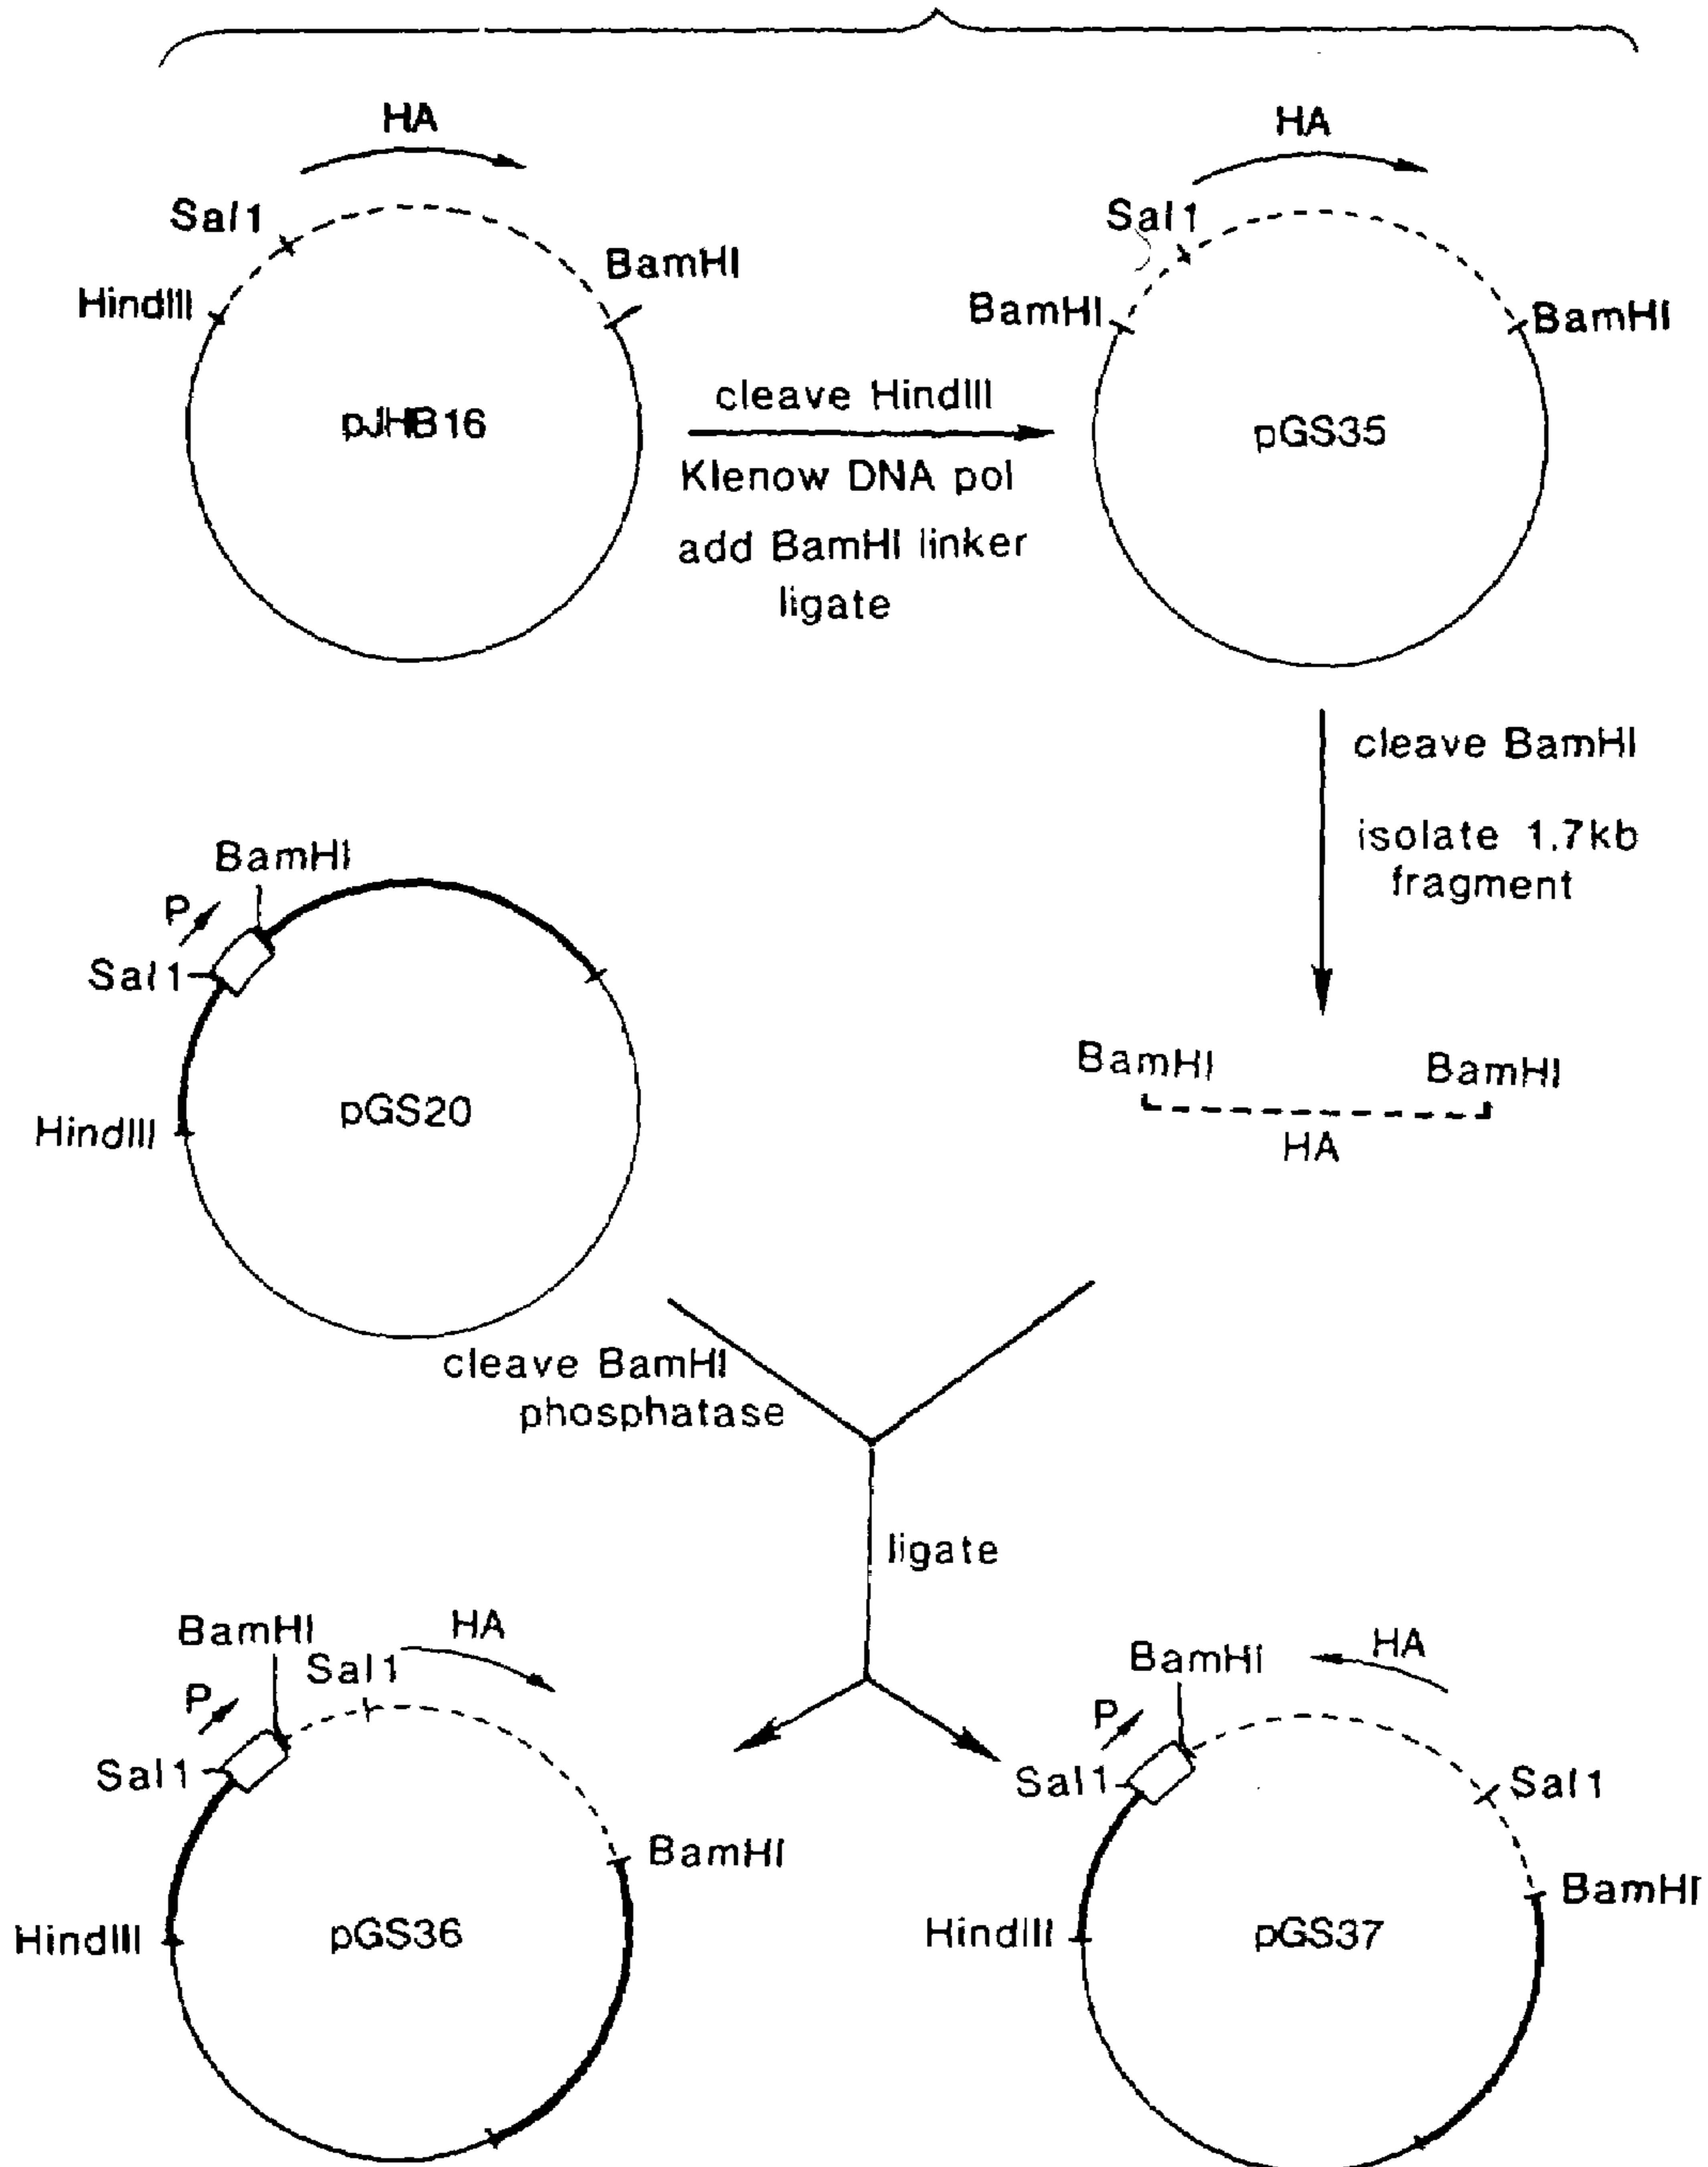 HA
Sal1
HindIII
BamHI
pJHB16
cleave HindIII
Klenow DNA pol
add BamHI linker
ligate
HA
Sal1
BamHI
BamHI
pGS35
cleave BamHI
isolate 1.7kb
fragment
BamHI
P
Sal1
HindIII
pGS20
BamHI
BamHI
HA
cleave BamHI
phosphatase
ligate
BamHI
Sal1
HA
P
Sal1
BamHI
HindIII
pGS36
BamHI
HA
P
Sal1
Sal1
BamHI
HindIII
pGS37